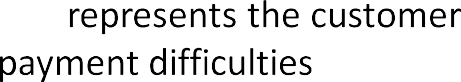 represents the customer
payment difficulties